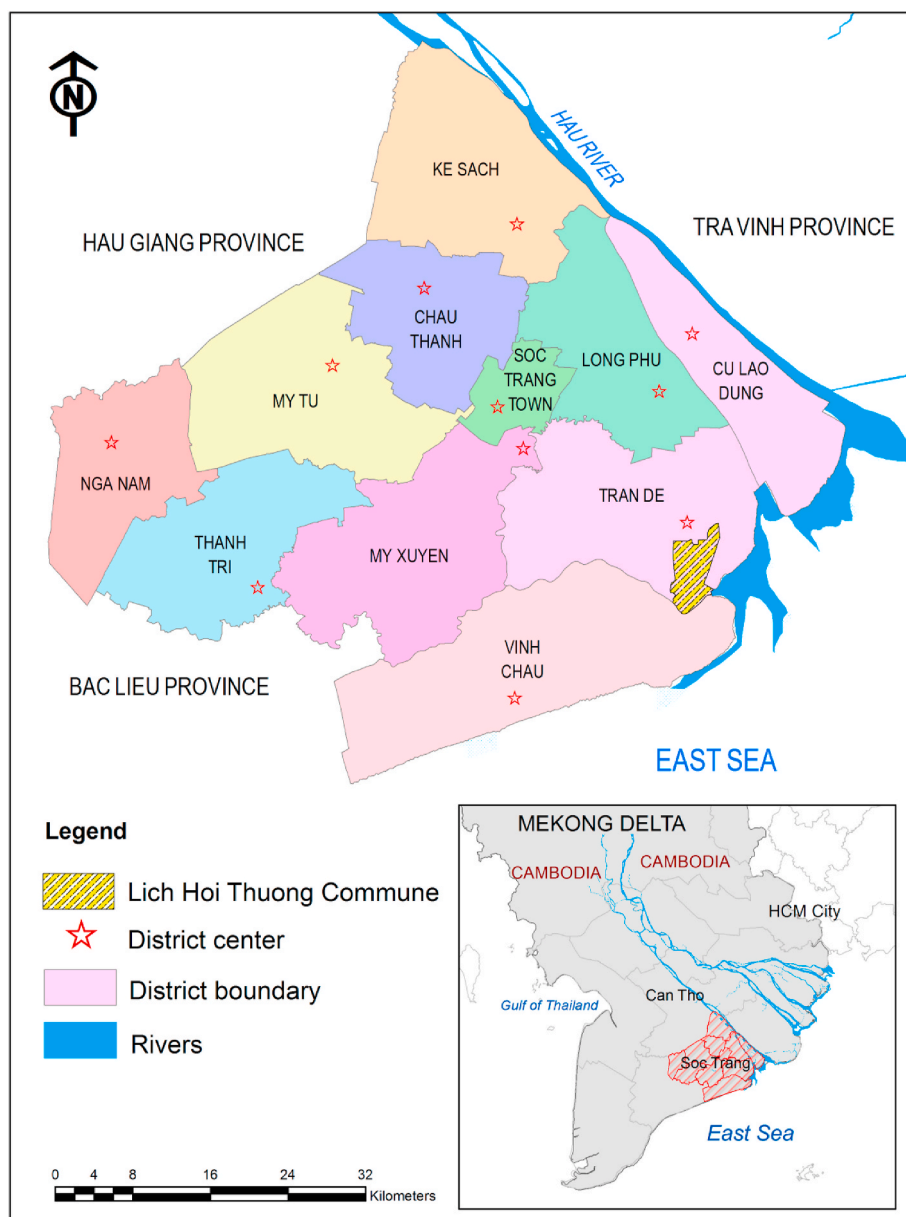 N
KE SACH
HAU RIVER
TRA VINH PROVINCE
HAU GIANG PROVINCE
CHAU
THANH
SOC
TRANG
TOWN
LONG PHU
CU LAO
DUNG
MY TU
NGA NAM
TRAN DE
THANH
TRI
MY XUYEN
VINH
CHAU
BAC LIEU PROVINCE
EAST SEA
Legend
Lich Hoi Thuong Commune
District center
District boundary
Rivers
0 4 8 16 24 32
Kilometers
MEKONG DELTA
CAMBODIA
CAMBODIA
HCM City
Can Tho
Gulf of Thailand
Soc Trang
East Sea